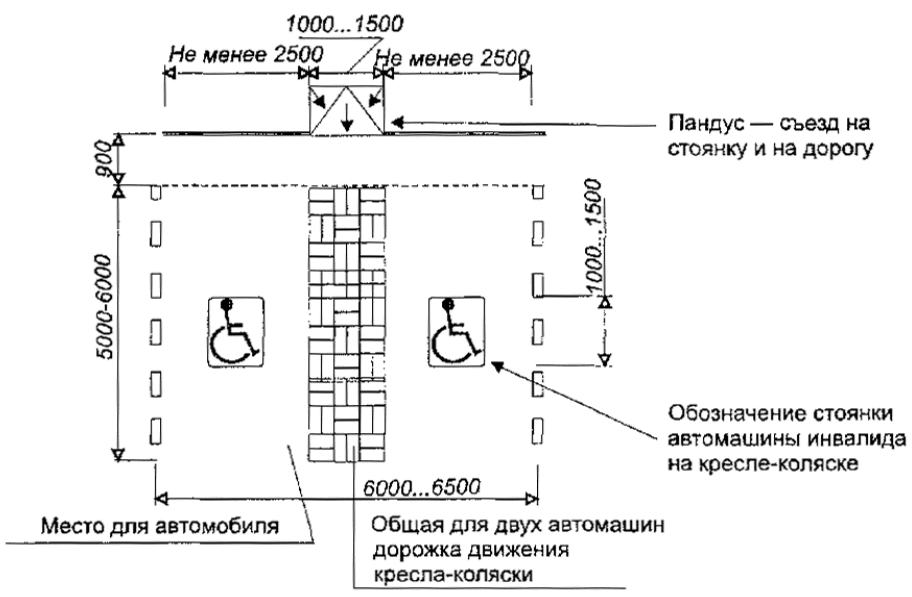 1000...1500
Не менее 2500
Не менее 2500
Пандус — съезд на
стоянку и на дорогу
900
5000-6000
1000...1500
Обозначение стоянки
автомашины инвалида
на кресле-коляске
6000...6500
Место для автомобиля
Общая для двух автомашин
дорожка движения
кресла-коляски